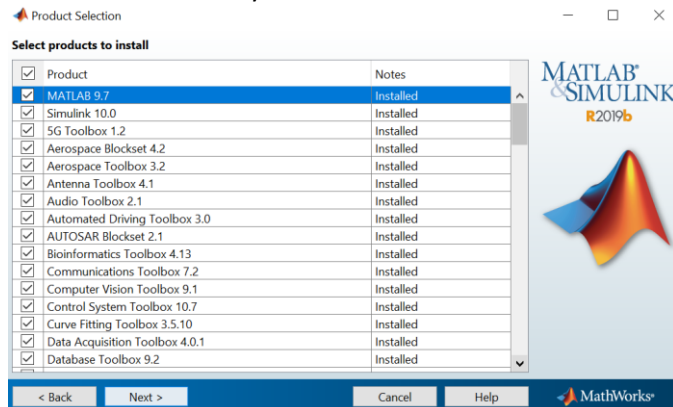 Product Selection
Select products to install
Product Notes
MATLAB 9.7 Installed
Simulink 10.0 Installed
5G Toolbox 1.2 Installed
Aerospace Blockset 4.2 Installed
Aerospace Toolbox 3.2 Installed
Antenna Toolbox 4.1 Installed
Audio Toolbox 2.1 Installed
Automated Driving Toolbox 3.0 Installed
AUTOSAR Blockset 2.1 Installed
Bioinformatics Toolbox 4.13 Installed
Communications Toolbox 7.2 Installed
Computer Vision Toolbox 9.1 Installed
Control System Toolbox 10.7 Installed
Curve Fitting Toolbox 3.5.10 Installed
Data Acquisition Toolbox 4.0.1 Installed
Database Toolbox 9.2 Installed
MATLAB®
&SIMULINK
R2019b
< Back Next > Cancel Help MathWorks®